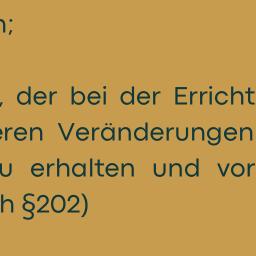 n;
, der bei der Erricht
eren Veränderungen
u erhalten und vor
h §202)